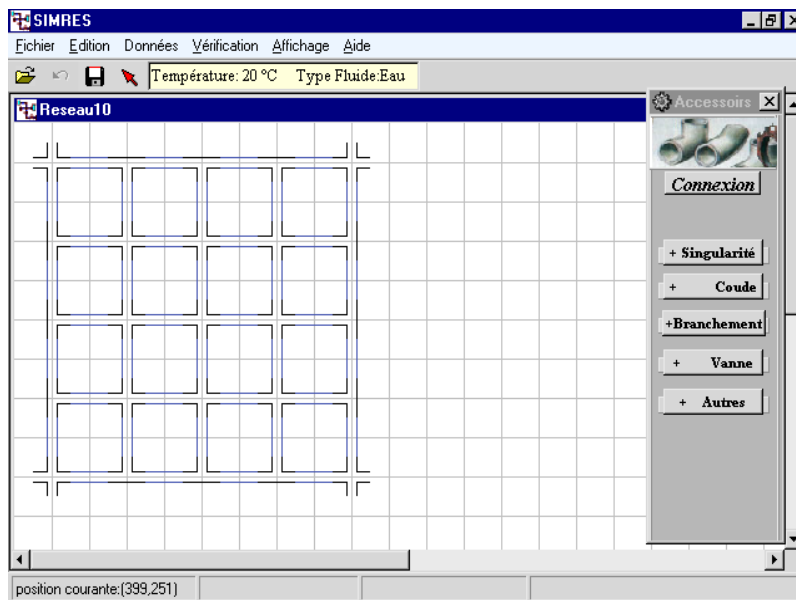 SIMRES
Fichier Edition Données Vérification Affichage Aide
Température: 20 °C Type Fluide:Eau
Reseau10
Accessoirs
Connexion
+ Singularité
+ Coude
+Branchement
+ Vanne
+ Autres
position courante:(399,251)